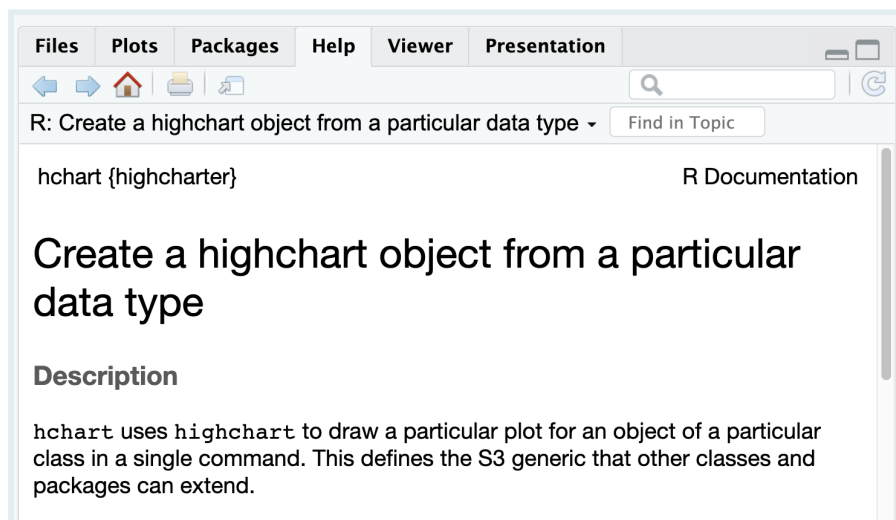 Files Plots Packages Help Viewer Presentation
R: Create a highchart object from a particular data type Find in Topic
hchart {highcharter} R Documentation
Create a highchart object from a particular
data type
Description
hchart uses highchart to draw a particular plot for an object of a particular
class in a single command. This defines the S3 generic that other classes and
packages can extend.